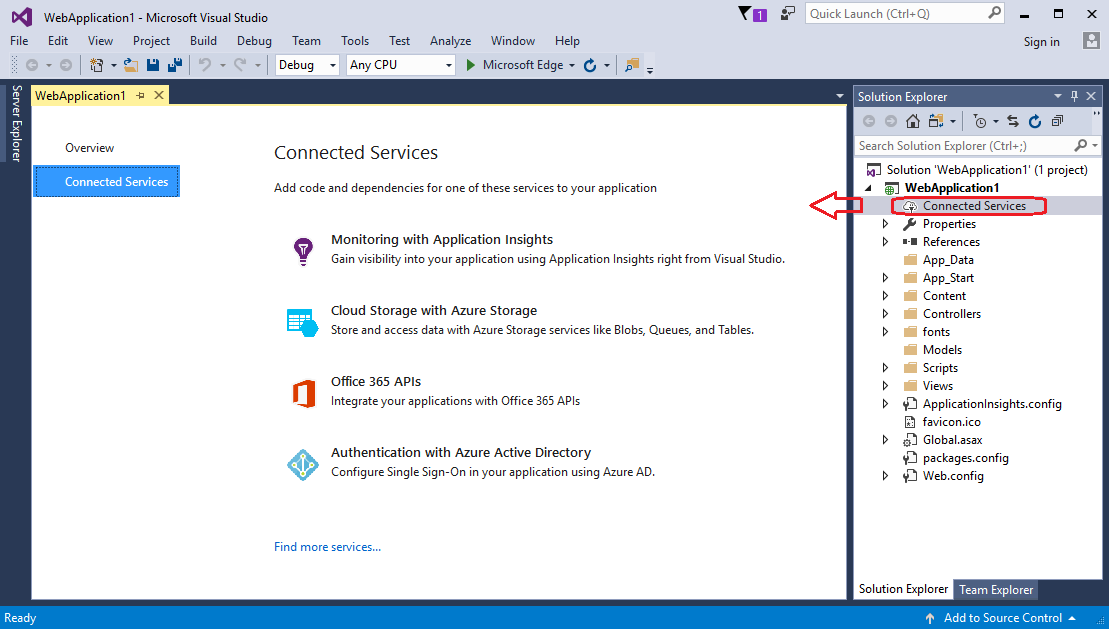 WebApplication1 - Microsoft Visual Studio
1
Quick Launch (Ctrl+Q)
File Edit View Project Build Debug Team Tools Test Analyze Window Help
Sign in
Debug Any CPU Microsoft Edge
Server Explorer
WebApplication1
Overview
Connected Services
Connected Services
Add code and dependencies for one of these services to your application
Monitoring with Application Insights
Gain visibility into your application using Application Insights right from Visual Studio.
Cloud Storage with Azure Storage
Store and access data with Azure Storage services like Blobs, Queues, and Tables.
Office 365 APIs
Integrate your applications with Office 365 APIs
Authentication with Azure Active Directory
Configure Single Sign-On in your application using Azure AD.
Find more services...
Solution Explorer
Search Solution Explorer (Ctrl+;)
Solution 'WebApplication1' (1 project)
WebApplication1
Connected Services
Properties
References
App_Data
App_Start
Content
Controllers
fonts
Models
Scripts
Views
ApplicationInsights.config
favicon.ico
Global.asax
packages.config
Web.config
Solution Explorer Team Explorer
Ready
Add to Source Control